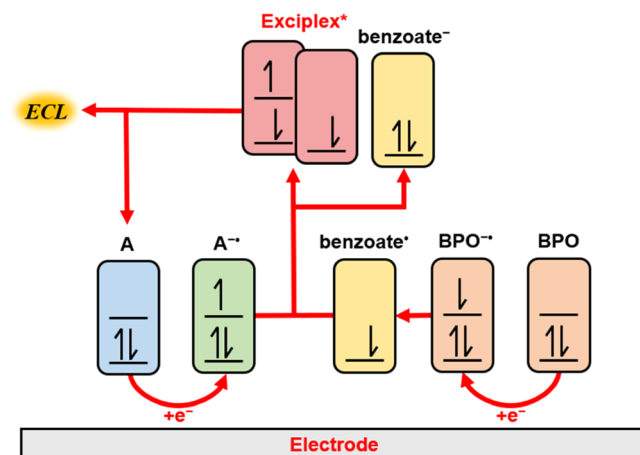 Exciplex*
benzoate⁻
ECL
A
A⁻•
benzoate•
BPO⁻•
BPO
+e⁻
+e⁻
Electrode